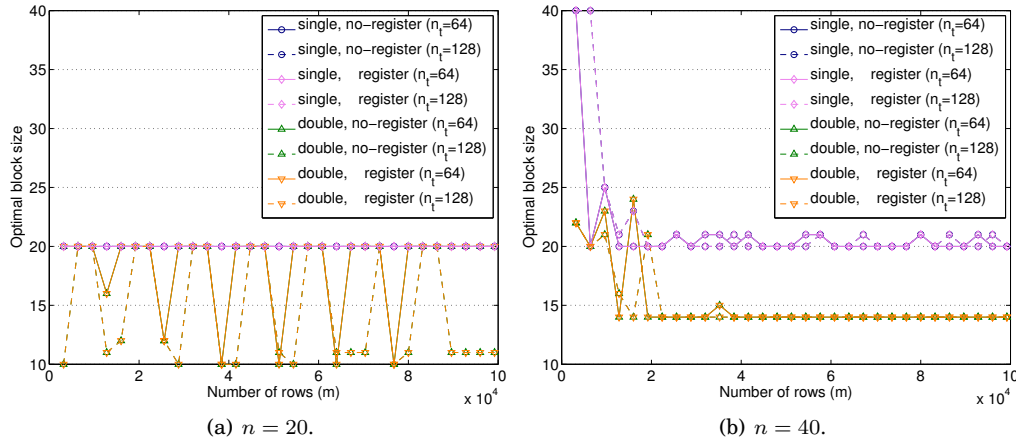 40
35
30
25
20
15
10
Optimal block size
single, no-register (n_t=64)
single, no-register (n_t=128)
single, register (n_t=64)
single, register (n_t=128)
double, no-register (n_t=64)
double, no-register (n_t=128)
double, register (n_t=64)
double, register (n_t=128)
0 2 4 6 8 10
Number of rows (m)
x 10^4
(a) n = 20.
40
35
30
25
20
15
10
Optimal block size
single, no-register (n_t=64)
single, no-register (n_t=128)
single, register (n_t=64)
single, register (n_t=128)
double, no-register (n_t=64)
double, no-register (n_t=128)
double, register (n_t=64)
double, register (n_t=128)
0 2 4 6 8 10
Number of rows (m)
x 10^4
(b) n = 40.